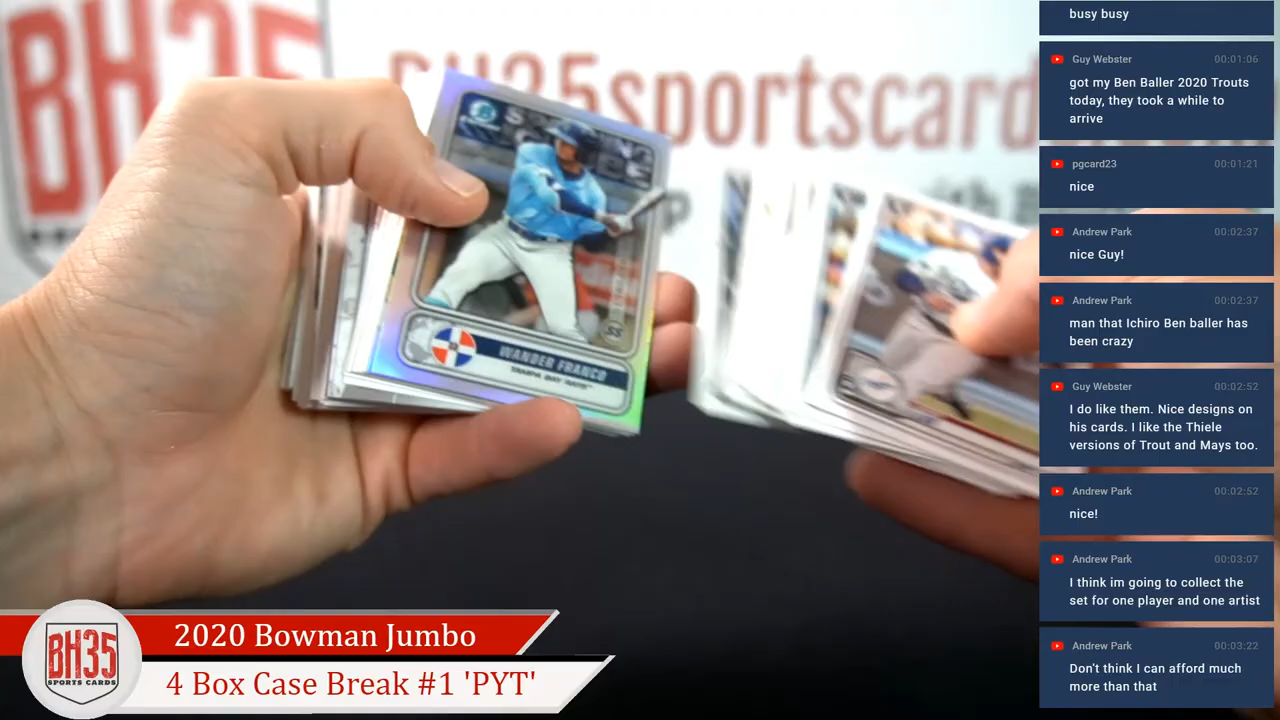 BH35
BH35sportscard
WANDER FRANCO
TAMPA BAY RAYS
SS
busy busy
Guy Webster 00:01:06
got my Ben Baller 2020 Trouts
today, they took a while to
arrive
pgcard23 00:01:21
nice
Andrew Park 00:02:37
nice Guy!
Andrew Park 00:02:37
man that Ichiro Ben baller has
been crazy
Guy Webster 00:02:52
I do like them. Nice designs on
his cards. I like the Thiele
versions of Trout and Mays too.
Andrew Park 00:02:52
nice!
Andrew Park 00:03:07
I think im going to collect the
set for one player and one artist
Andrew Park 00:03:22
Don't think I can afford much
more than that
BH35
SPORTS CARDS
2020 Bowman Jumbo
4 Box Case Break #1 'PYT'